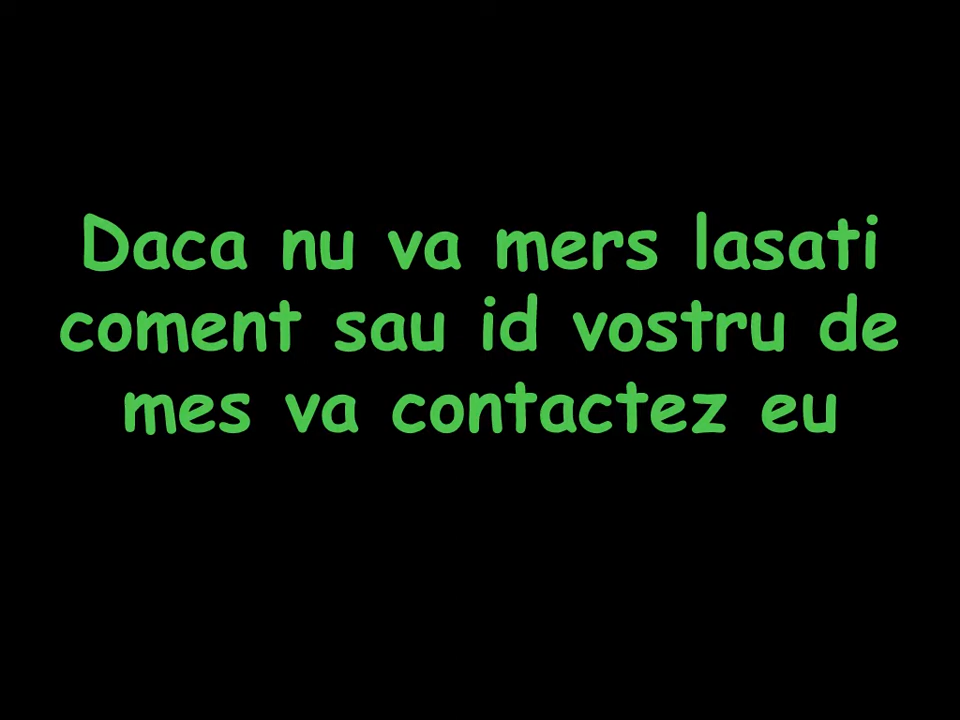 Daca nu va mers lasati
coment sau id vostru de
mes va contactez eu